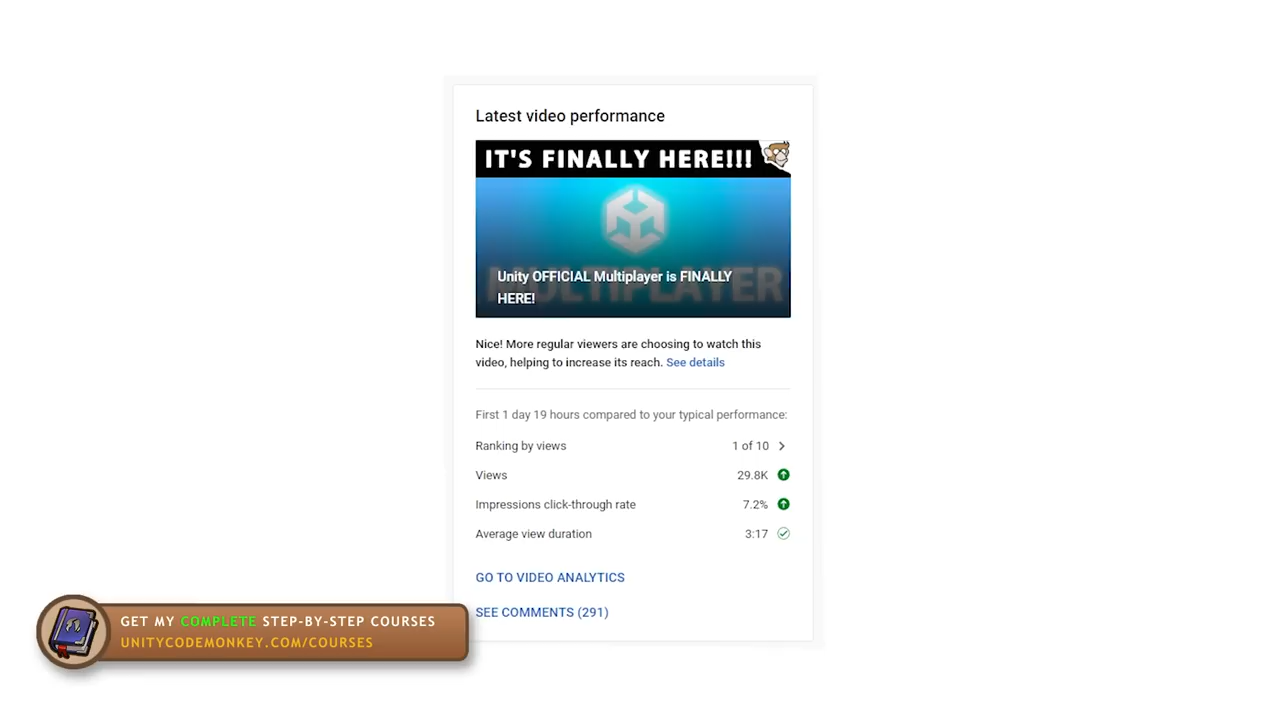 Latest video performance
IT'S FINALLY HERE!!!
MULTIPLAYER
Unity OFFICIAL Multiplayer is FINALLY
HERE!
Nice! More regular viewers are choosing to watch this
video, helping to increase its reach. See details
First 1 day 19 hours compared to your typical performance:
Ranking by views 1 of 10
Views 29.8K
Impressions click-through rate 7.2%
Average view duration 3:17
GO TO VIDEO ANALYTICS
SEE COMMENTS (291)
GET MY COMPLETE STEP-BY-STEP COURSES
UNITYCODEMONKEY.COM/COURSES